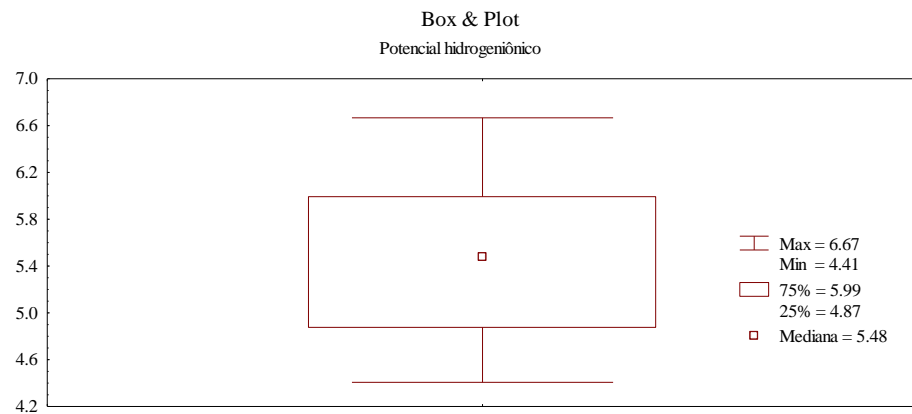 Box & Plot
Potencial hidrogeniônico
7.0
6.6
6.2
5.8
5.4
5.0
4.6
4.2
Max = 6.67
Min = 4.41
75% = 5.99
25% = 4.87
Mediana = 5.48